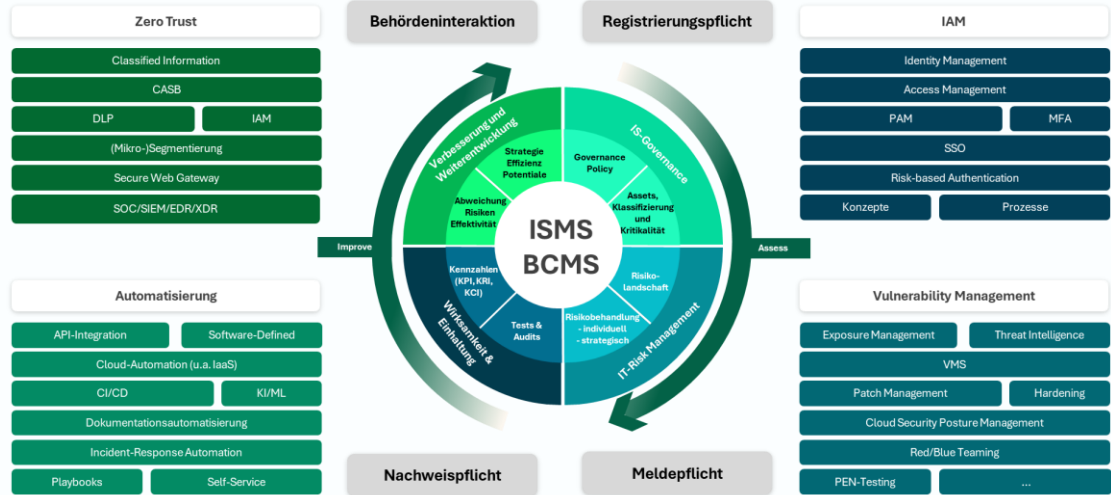 Zero Trust
Classified Information
CASB
DLP
IAM
(Mikro-)Segmentierung
Secure Web Gateway
SOC/SIEM/EDR/XDR
Behördeninteraktion
Registrierungspflicht
IAM
Identity Management
Access Management
PAM
MFA
SSO
Risk-based Authentication
Konzepte
Prozesse
Verbesserung und
Weiterentwicklung
Strategie
Effizienz
Potentiale
Abweichung
Risiken
Effektivität
IS-Governance
Governance
Policy
Assets,
Klassifizierung
und
Kritikalität
ISMS
BCMS
Improve
Assess
Kennzahlen
(KPI, KRI,
KCI)
Tests &
Audits
Wirksamkeit &
Einhaltung
Risiko-
landschaft
Risikobehandlung
- individuell
- strategisch
IT-Risk Management
Automatisierung
API-Integration
Software-Defined
Cloud-Automation (u.a. IaaS)
CI/CD
KI/ML
Dokumentationsautomatisierung
Incident-Response Automation
Playbooks
Self-Service
Nachweispflicht
Meldepflicht
Vulnerability Management
Exposure Management
Threat Intelligence
VMS
Patch Management
Hardening
Cloud Security Posture Management
Red/Blue Teaming
PEN-Testing
...